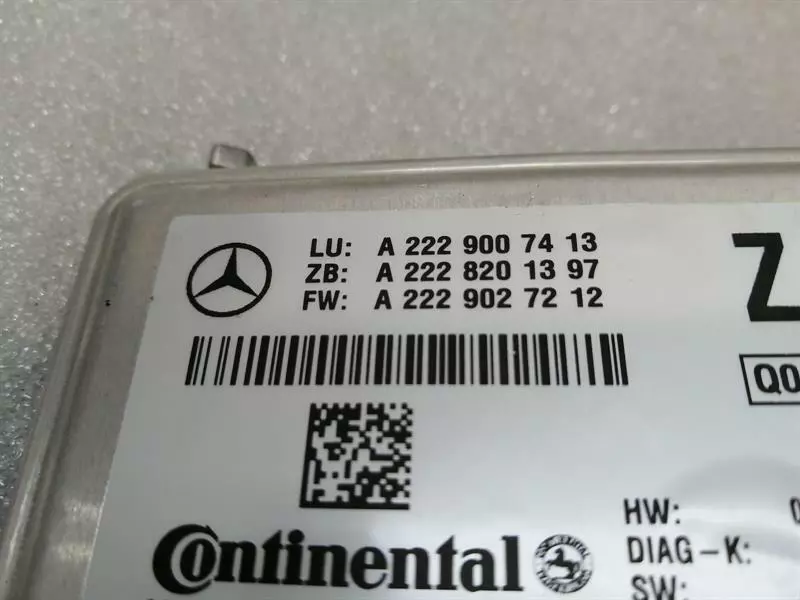 LU: A 222 900 74 13
ZB: A 222 820 13 97
FW: A 222 902 72 12
Z
Q0
HW: 0
DIAG-K:
Continental
SW: